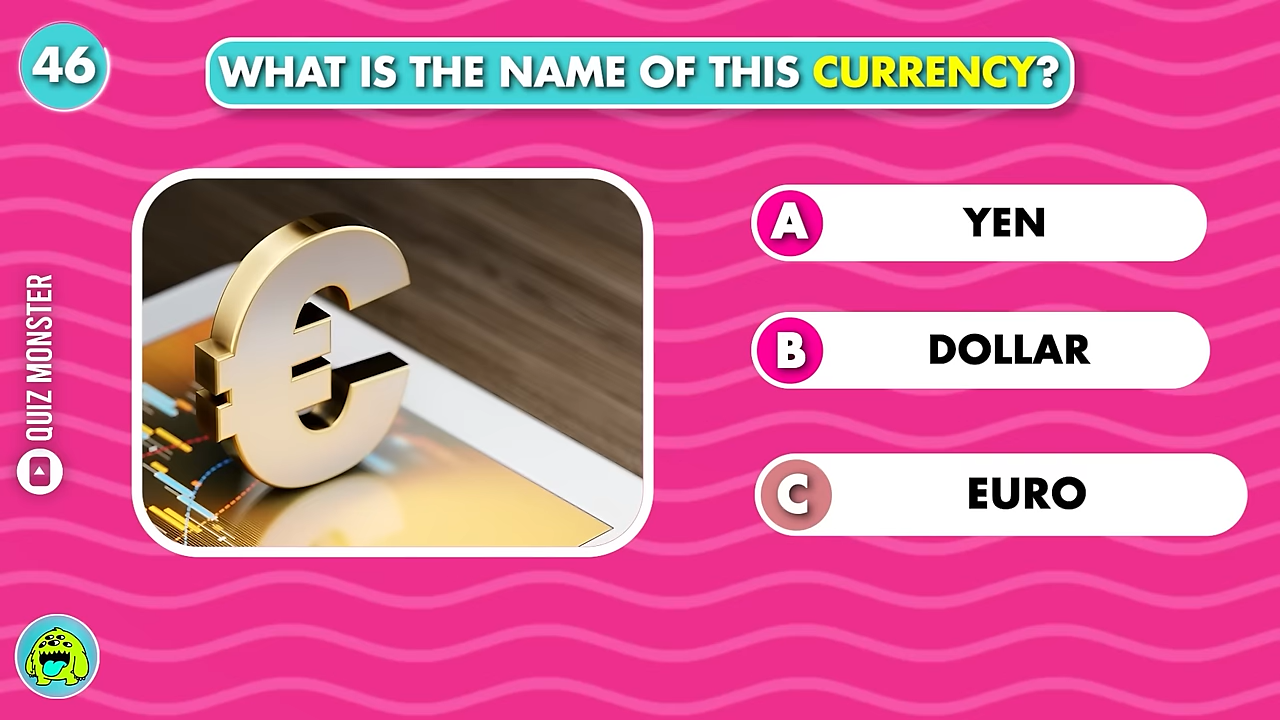 46
WHAT IS THE NAME OF THIS CURRENCY?
QUIZ MONSTER
€
A YEN
B DOLLAR
C EURO